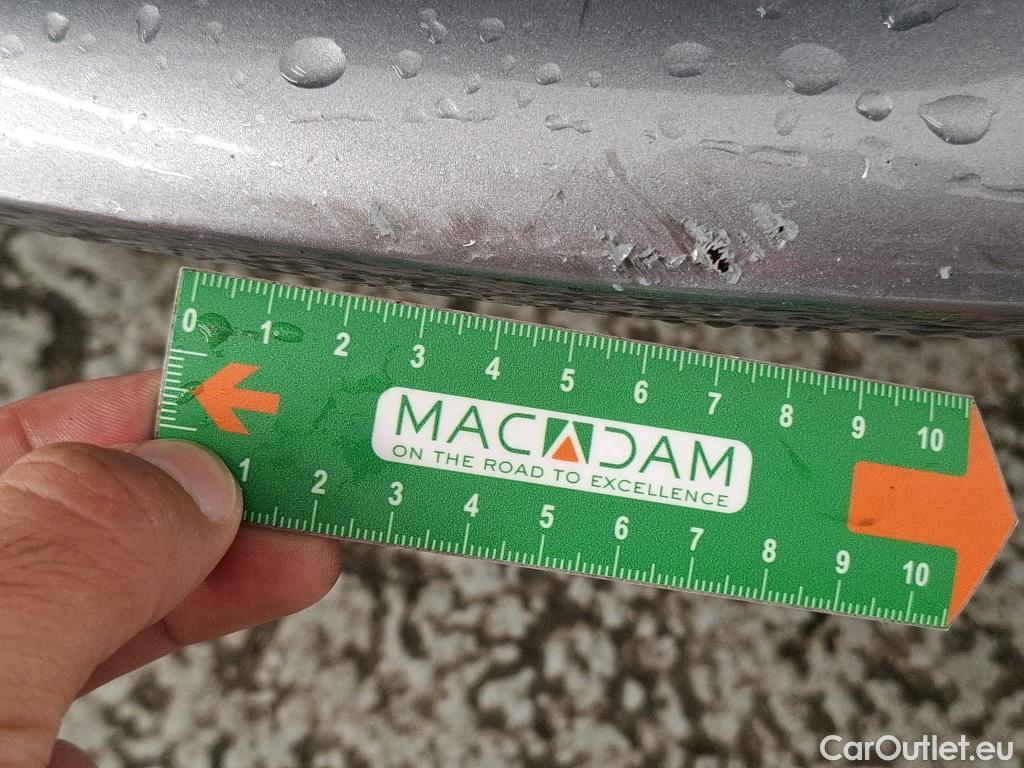 0 1 2 3 4 5 6 7 8 9 10
MACADAM
ON THE ROAD TO EXCELLENCE
1 2 3 4 5 6 7 8 9 10
CarOutlet.eu